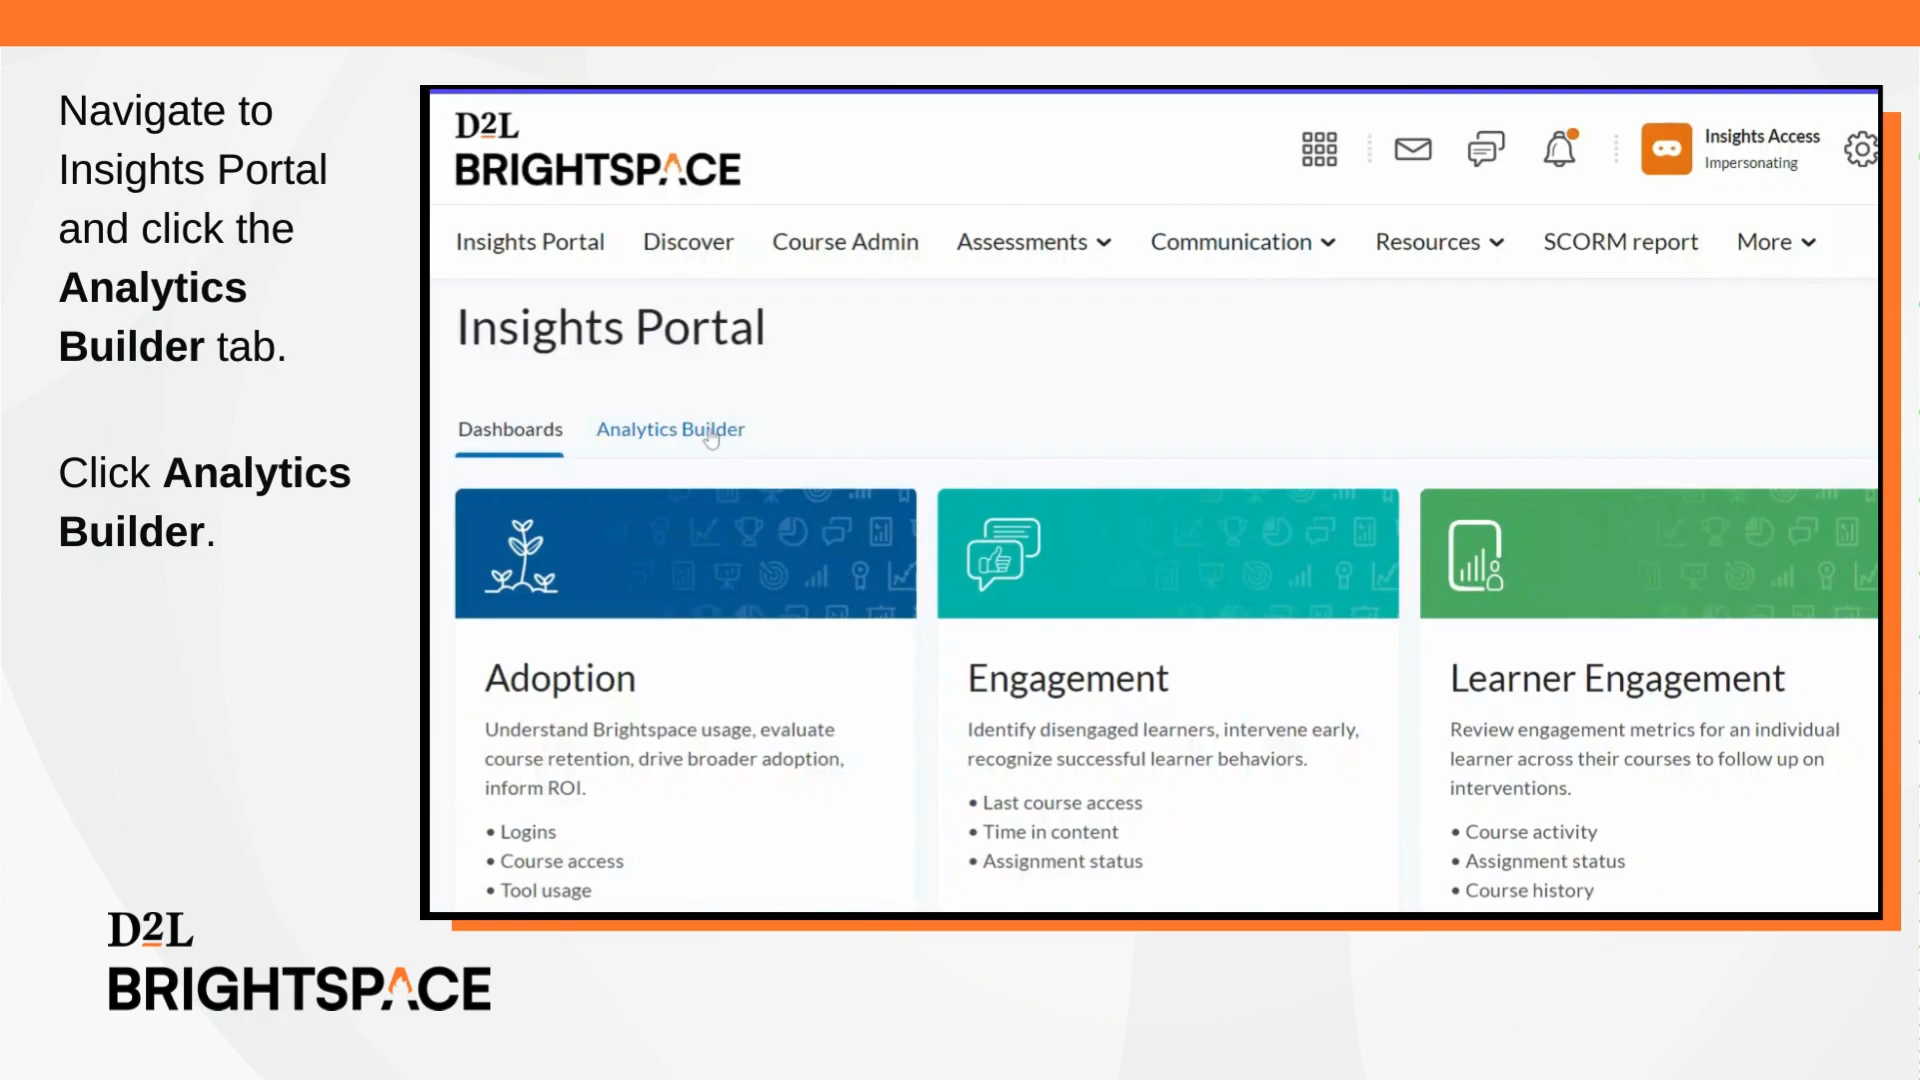 Navigate to
Insights Portal
and click the
Analytics
Builder tab.
Click Analytics
Builder.
D2L
BRIGHTSPACE
Insights Access
Impersonating
Insights Portal Discover Course Admin Assessments Communication Resources SCORM report More
Insights Portal
Dashboards Analytics Builder
Adoption
Understand Brightspace usage, evaluate
course retention, drive broader adoption,
inform ROI.
• Logins
• Course access
• Tool usage
Engagement
Identify disengaged learners, intervene early,
recognize successful learner behaviors.
• Last course access
• Time in content
• Assignment status
Learner Engagement
Review engagement metrics for an individual
learner across their courses to follow up on
interventions.
• Course activity
• Assignment status
• Course history
D2L
BRIGHTSPACE